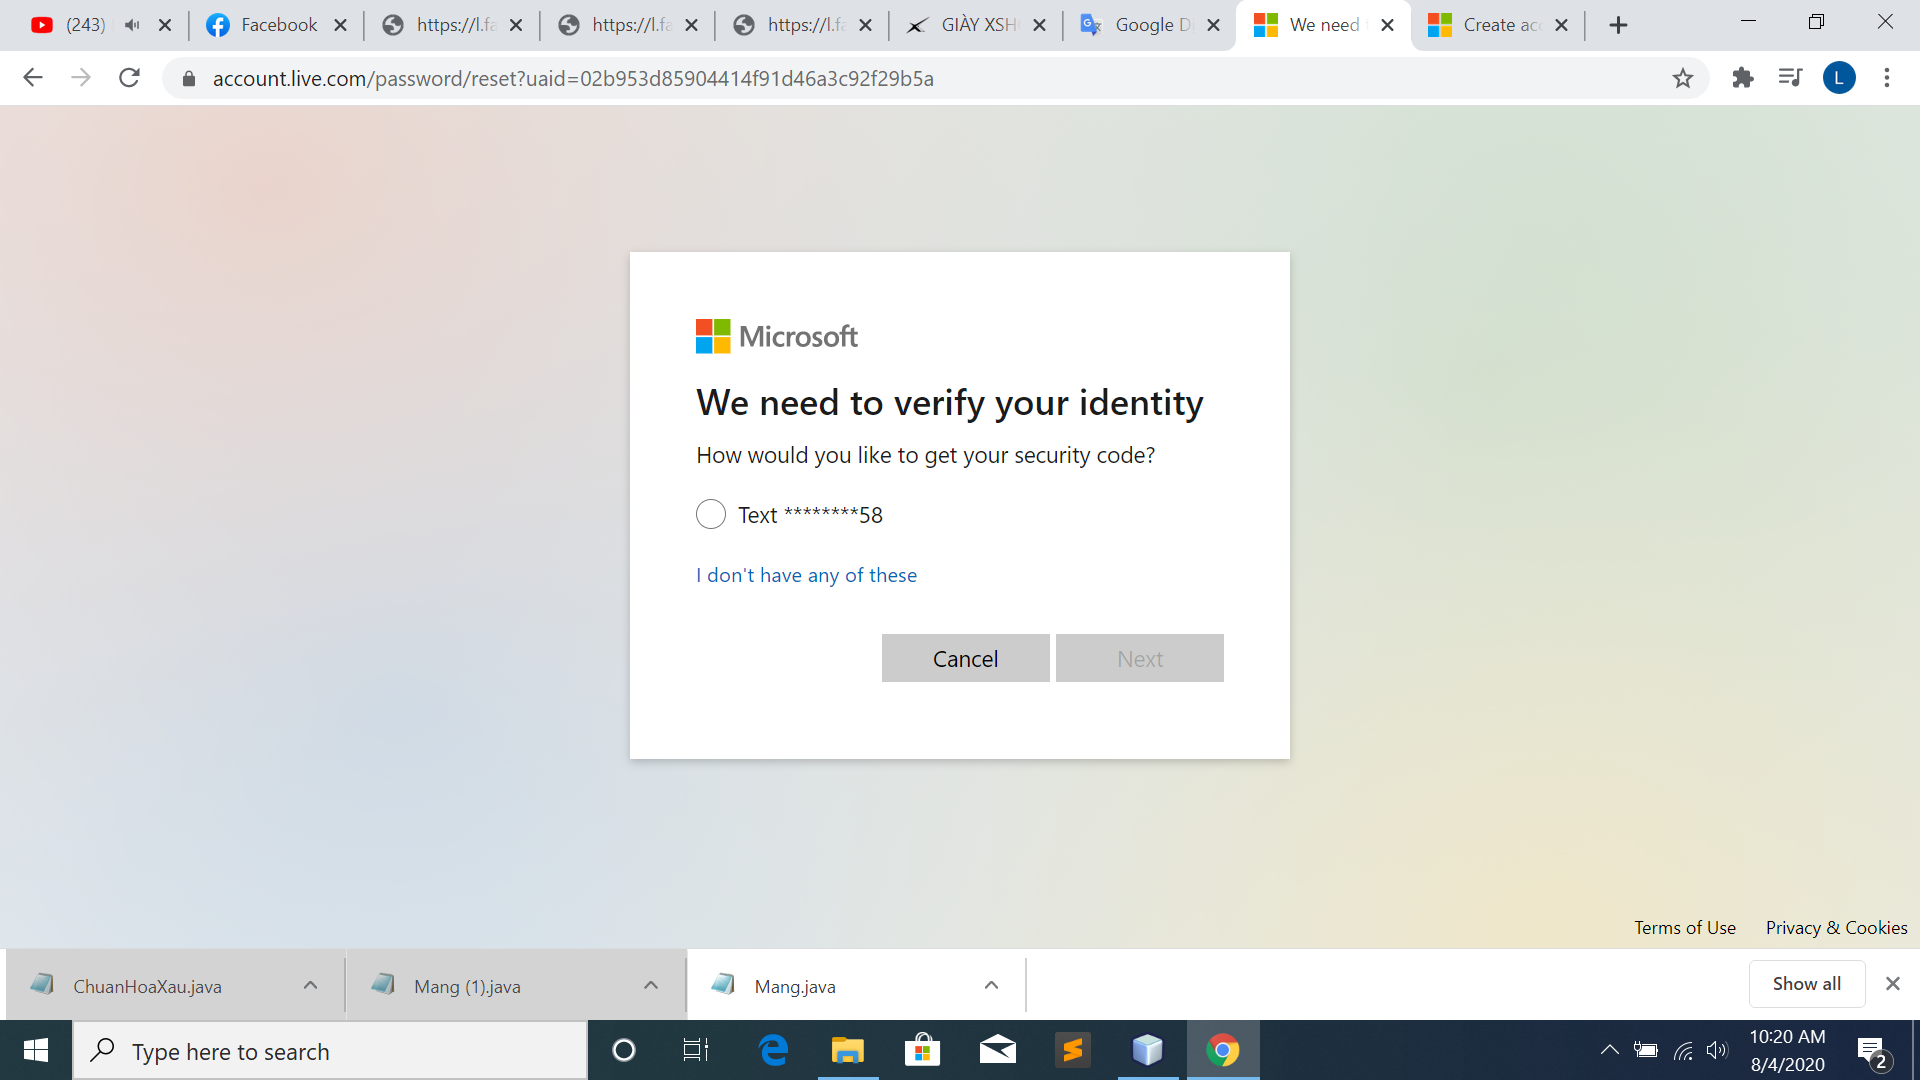 (243)
Facebook
https://l.fa
https://l.fa
https://l.fa
GIÀY XSH
Google D
We need
Create acc
account.live.com/password/reset?uaid=02b953d85904414f91d46a3c92f29b5a
L
Microsoft
We need to verify your identity
How would you like to get your security code?
Text ********58
I don't have any of these
Cancel
Next
Terms of Use
Privacy & Cookies
ChuanHoaXau.java
Mang (1).java
Mang.java
Show all
Type here to search
10:20 AM
8/4/2020
2